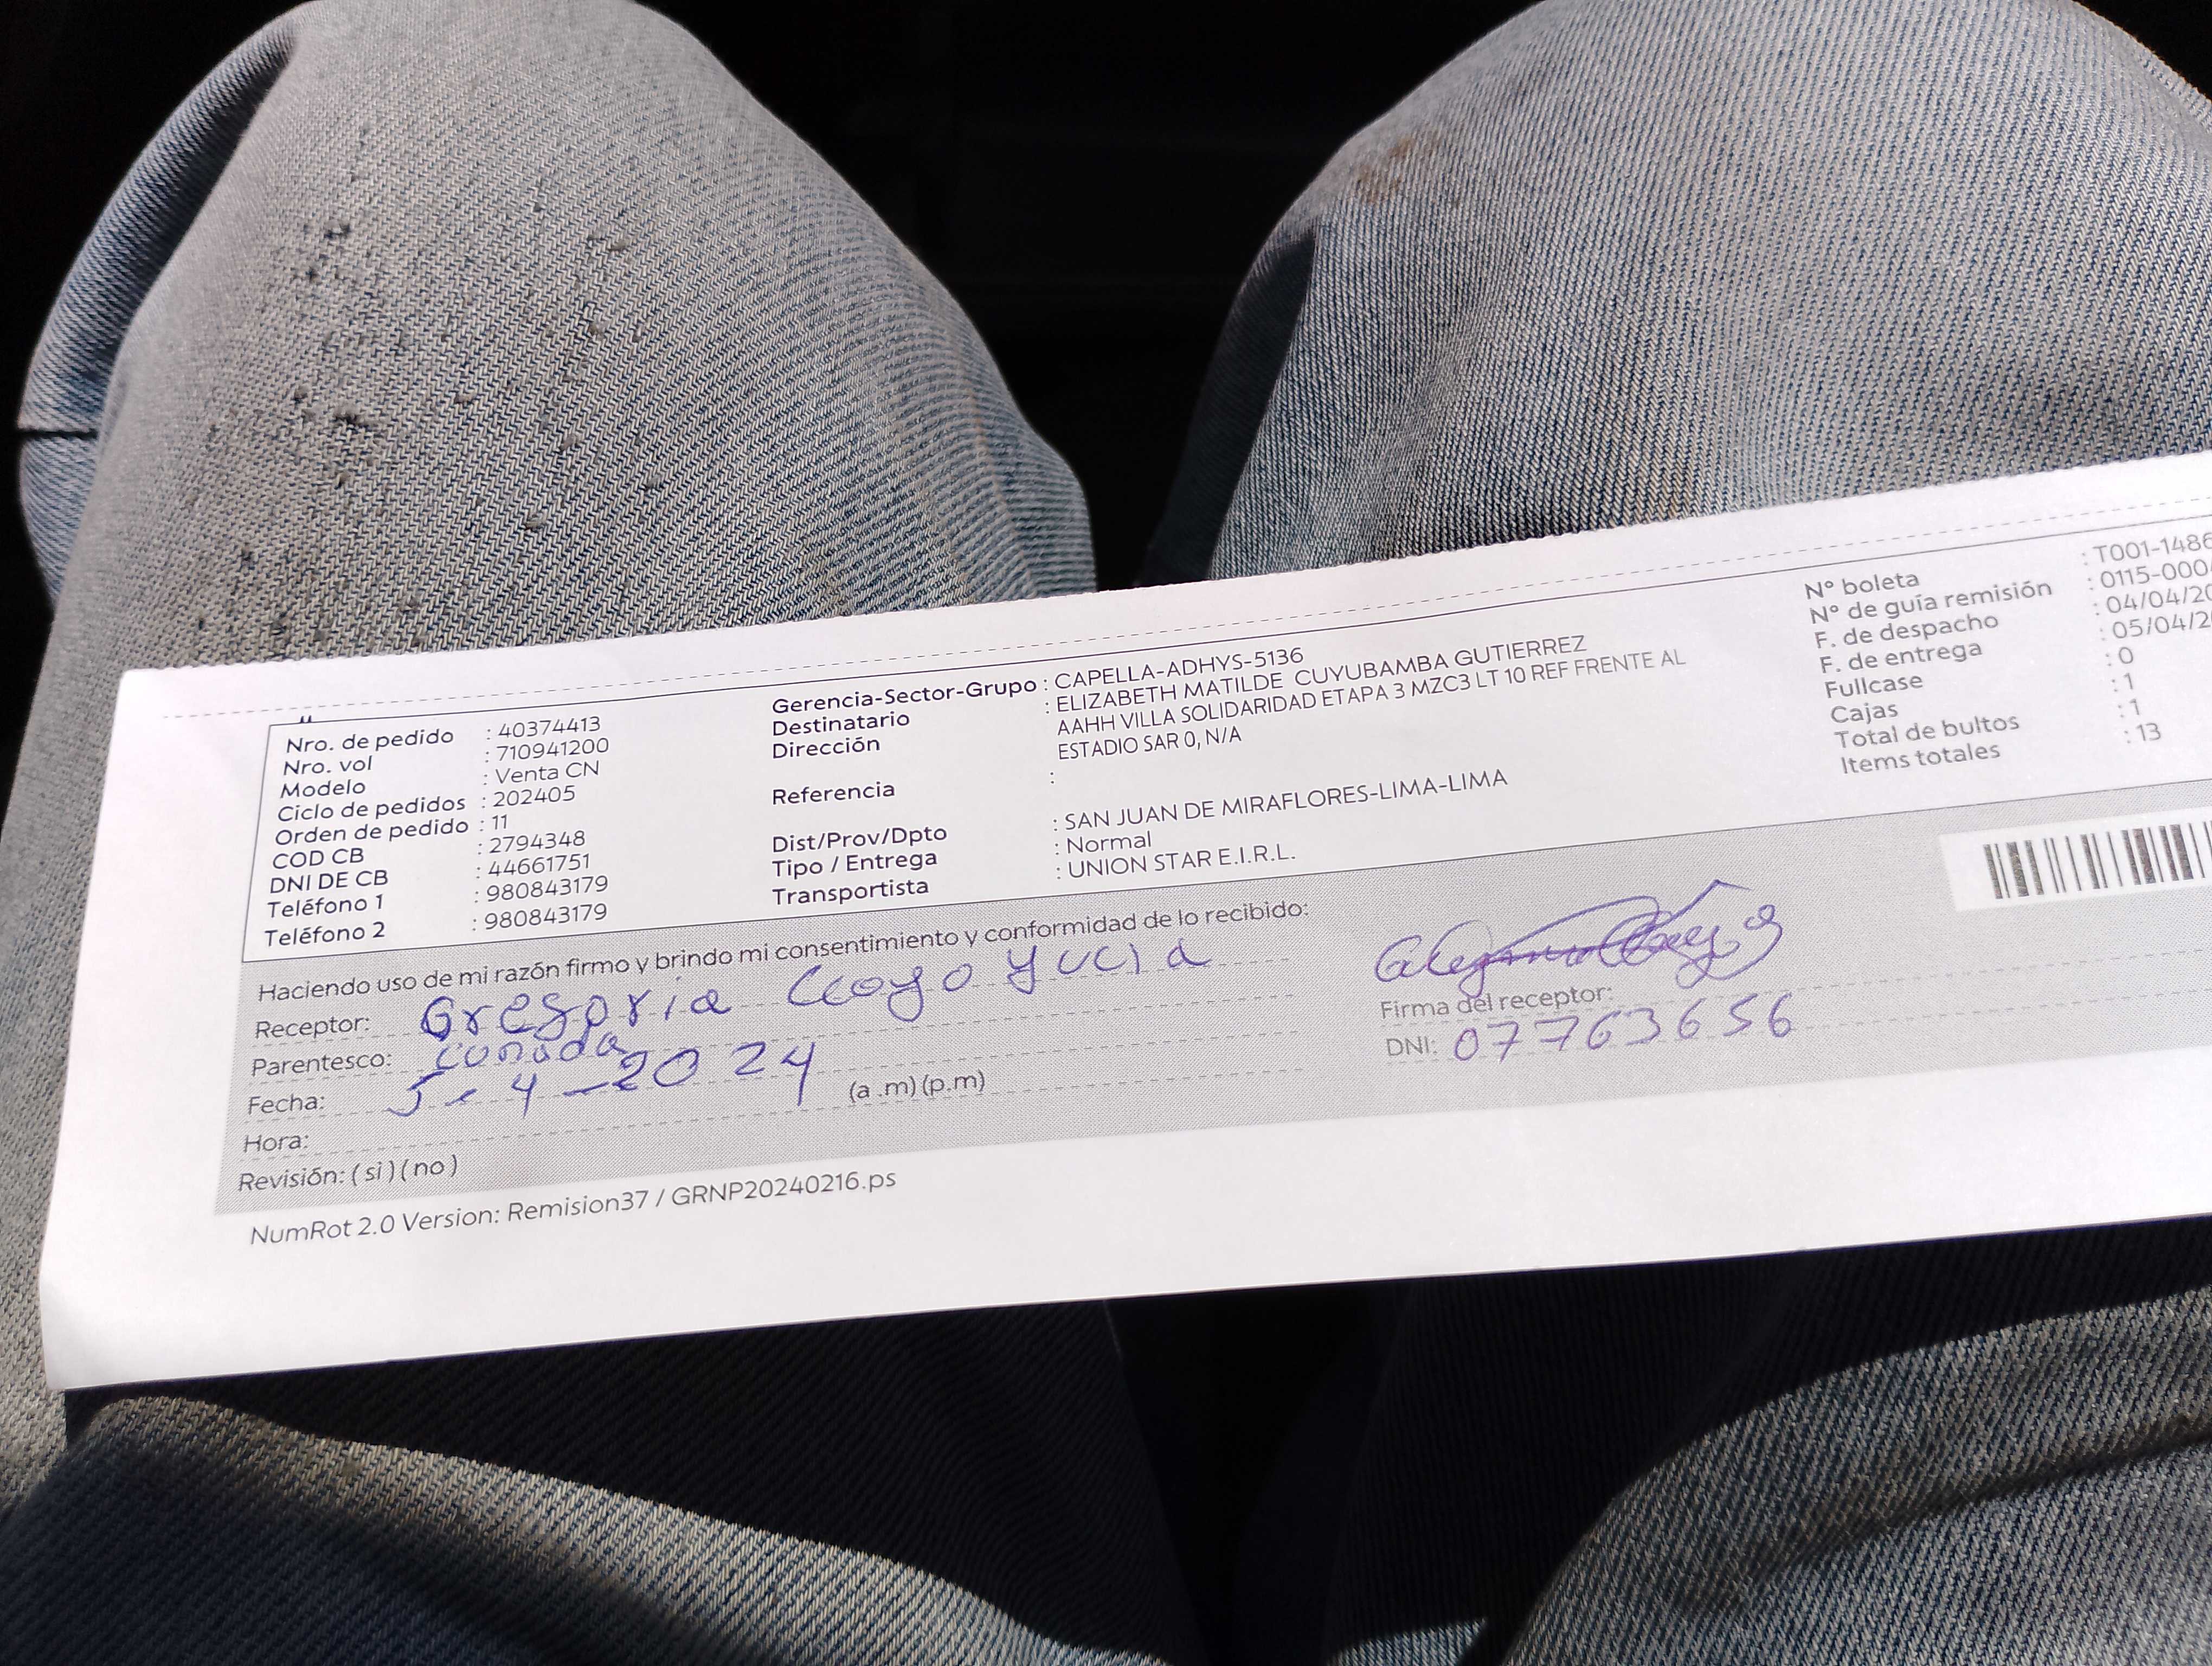 Nro. de pedido : 40374413
Nro. vol : 710941200
Modelo : Venta CN
Ciclo de pedidos : 202405
Orden de pedido : 11
COD CB : 2794348
DNI DE CB : 44661751
Teléfono 1 : 980843179
Teléfono 2 : 980843179
Gerencia-Sector-Grupo : CAPELLA-ADHYS-5136
Destinatario : ELIZABETH MATILDE CUYUBAMBA GUTIERREZ
Dirección AAHH VILLA SOLIDARIDAD ETAPA 3 MZC3 LT 10 REF FRENTE AL
ESTADIO SAR 0, N/A
Referencia :
Dist/Prov/Dpto : SAN JUAN DE MIRAFLORES-LIMA-LIMA
Tipo / Entrega : Normal
Transportista : UNION STAR E.I.R.L.
N° boleta : T001-1486
N° de guía remisión : 0115-000
F. de despacho : 04/04/20
F. de entrega : 05/04/2
Fullcase : 0
Cajas : 1
Total de bultos : 1
Items totales : 13
Haciendo uso de mi razón firmo y brindo mi consentimiento y conformidad de lo recibido:
Receptor: Gregoria Ccoyo Yucia
Parentesco: conada
Fecha: 5-4-2024
Hora: (a .m) (p.m)
Revisión: ( si ) ( no )
Firma del receptor:
DNI: 07763656
NumRot 2.0 Version: Remision37 / GRNP20240216.ps